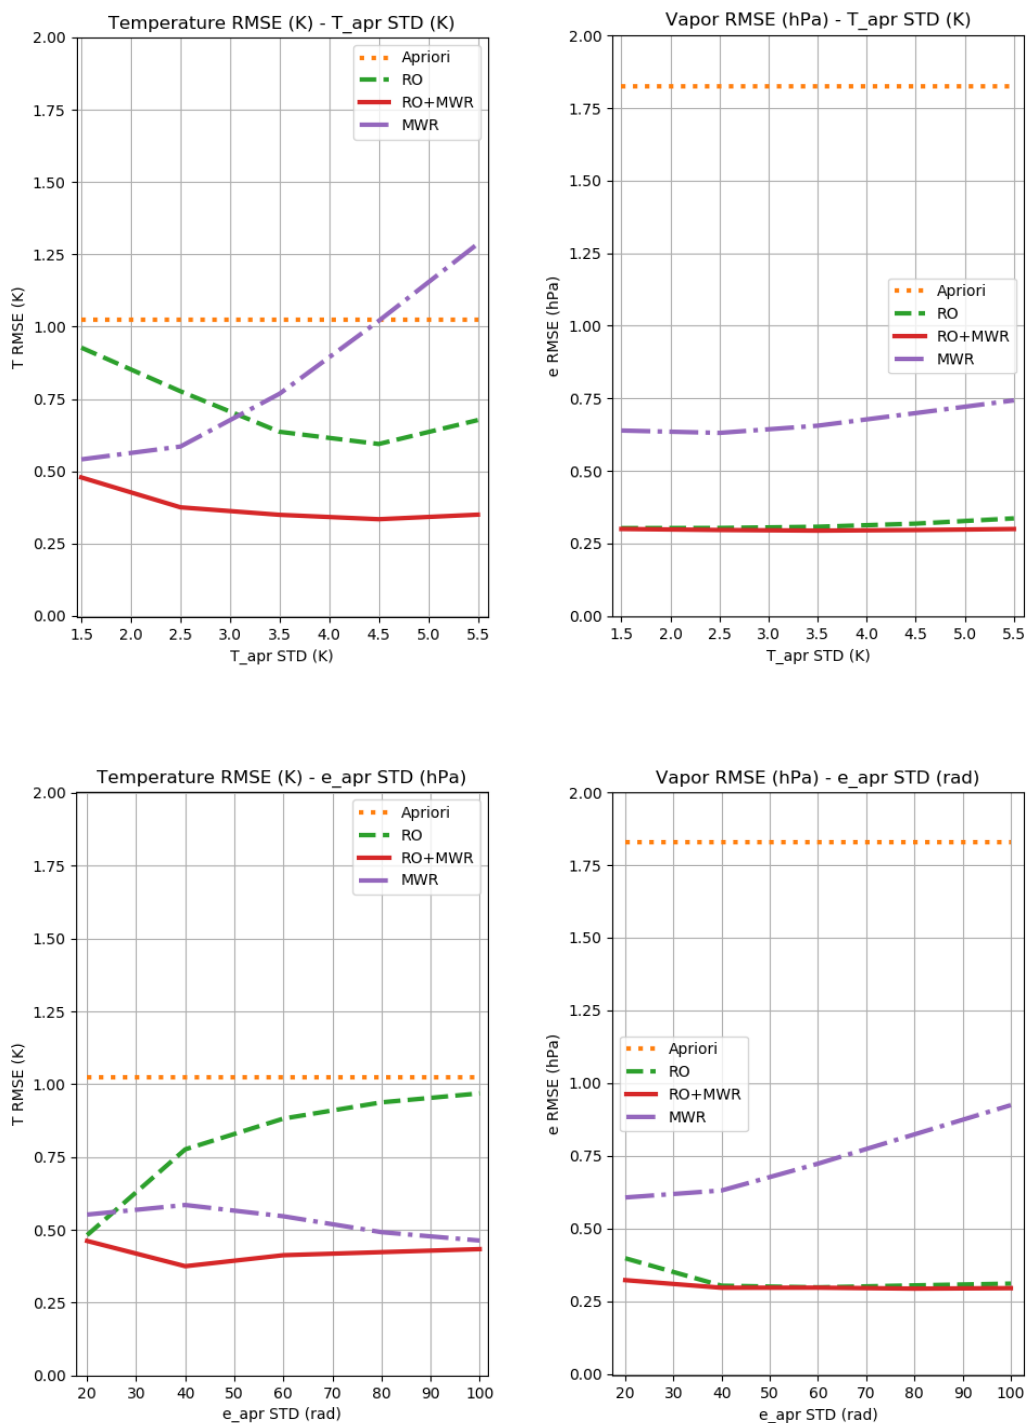 Temperature RMSE (K) - T_apr STD (K)
2.00
1.75
1.50
1.25
1.00
0.75
0.50
0.25
0.00
T RMSE (K)
Apriori
RO
RO+MWR
MWR
1.5 2.0 2.5 3.0 3.5 4.0 4.5 5.0 5.5
T_apr STD (K)
Vapor RMSE (hPa) - T_apr STD (K)
2.00
1.75
1.50
1.25
1.00
0.75
0.50
0.25
0.00
e RMSE (hPa)
Apriori
RO
RO+MWR
MWR
1.5 2.0 2.5 3.0 3.5 4.0 4.5 5.0 5.5
T_apr STD (K)
Temperature RMSE (K) - e_apr STD (hPa)
2.00
1.75
1.50
1.25
1.00
0.75
0.50
0.25
0.00
T RMSE (K)
Apriori
RO
RO+MWR
MWR
20 30 40 50 60 70 80 90 100
e_apr STD (rad)
Vapor RMSE (hPa) - e_apr STD (rad)
2.00
1.75
1.50
1.25
1.00
0.75
0.50
0.25
0.00
e RMSE (hPa)
Apriori
RO
RO+MWR
MWR
20 30 40 50 60 70 80 90 100
e_apr STD (rad)